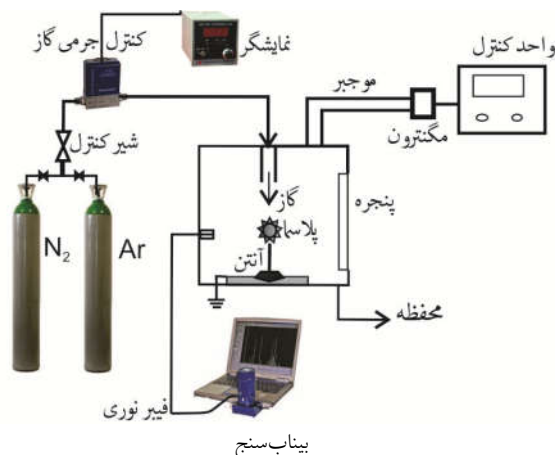 نمایشگر
کنترل جرمی گاز
واحد کنترل
موجبر
مگنترون
شیر کنترل
گاز
پنجره
پلاسما
آنتن
N2
Ar
محفظه
فیبر نوری
بیناب‌سنج